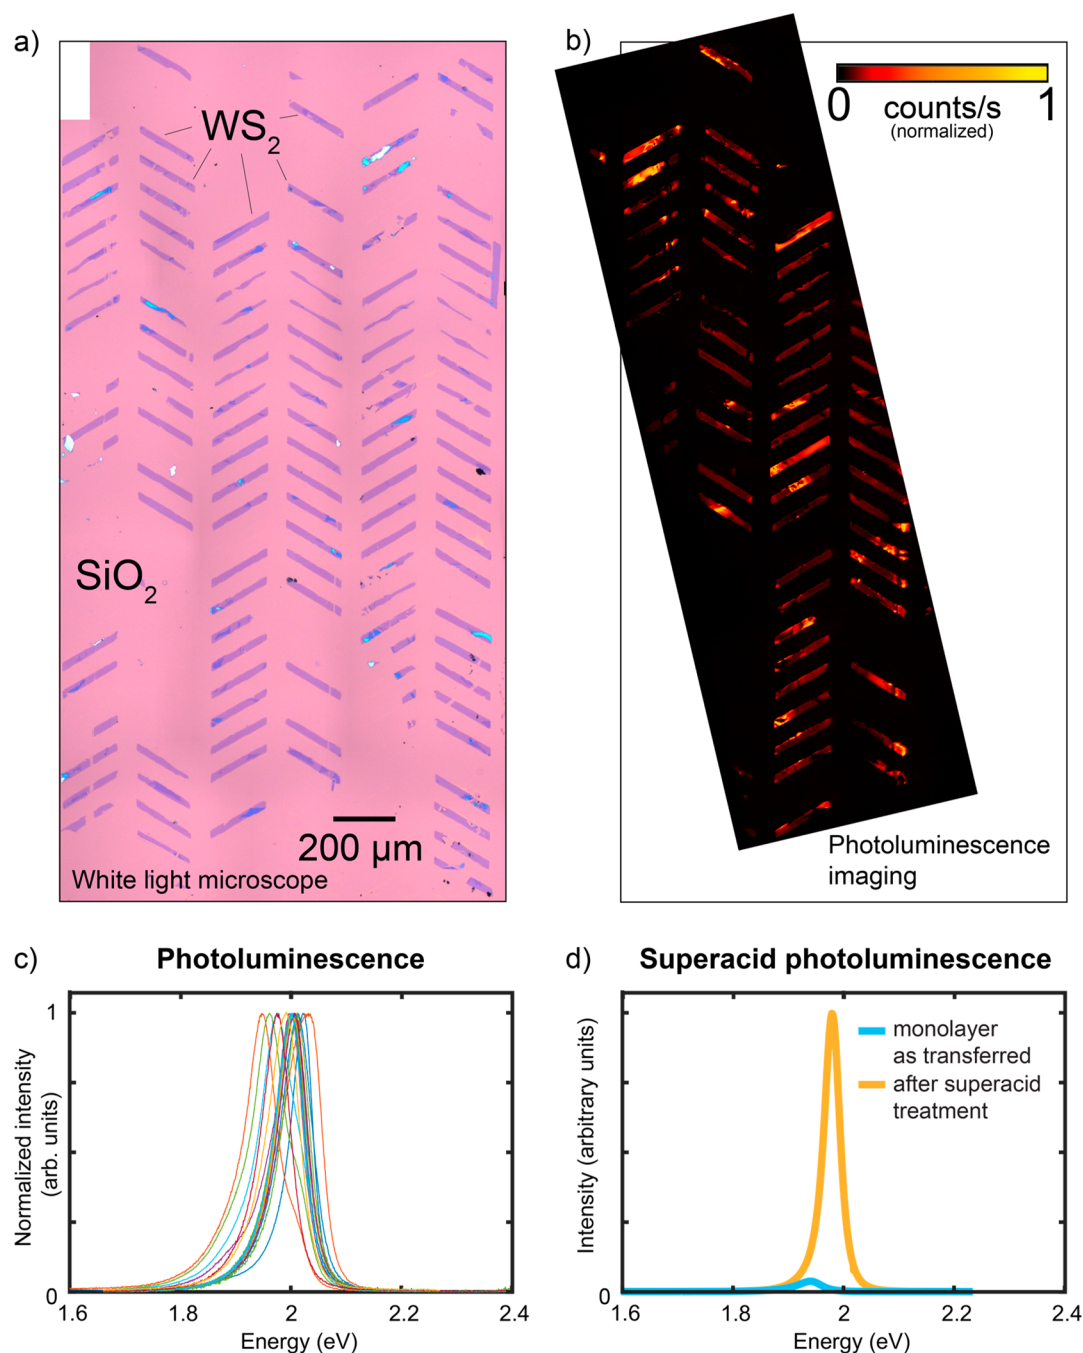 a)
WS2
SiO2
200 μm
White light microscope
b)
0 1
counts/s
(normalized)
Photoluminescence
imaging
c)
Photoluminescence
Normalized intensity
(arb. units)
1
0
1.6 1.8 2 2.2 2.4
Energy (eV)
d)
Superacid photoluminescence
Intensity (arbitrary units)
monolayer
as transferred
after superacid
treatment
0
1.6 1.8 2 2.2 2.4
Energy (eV)